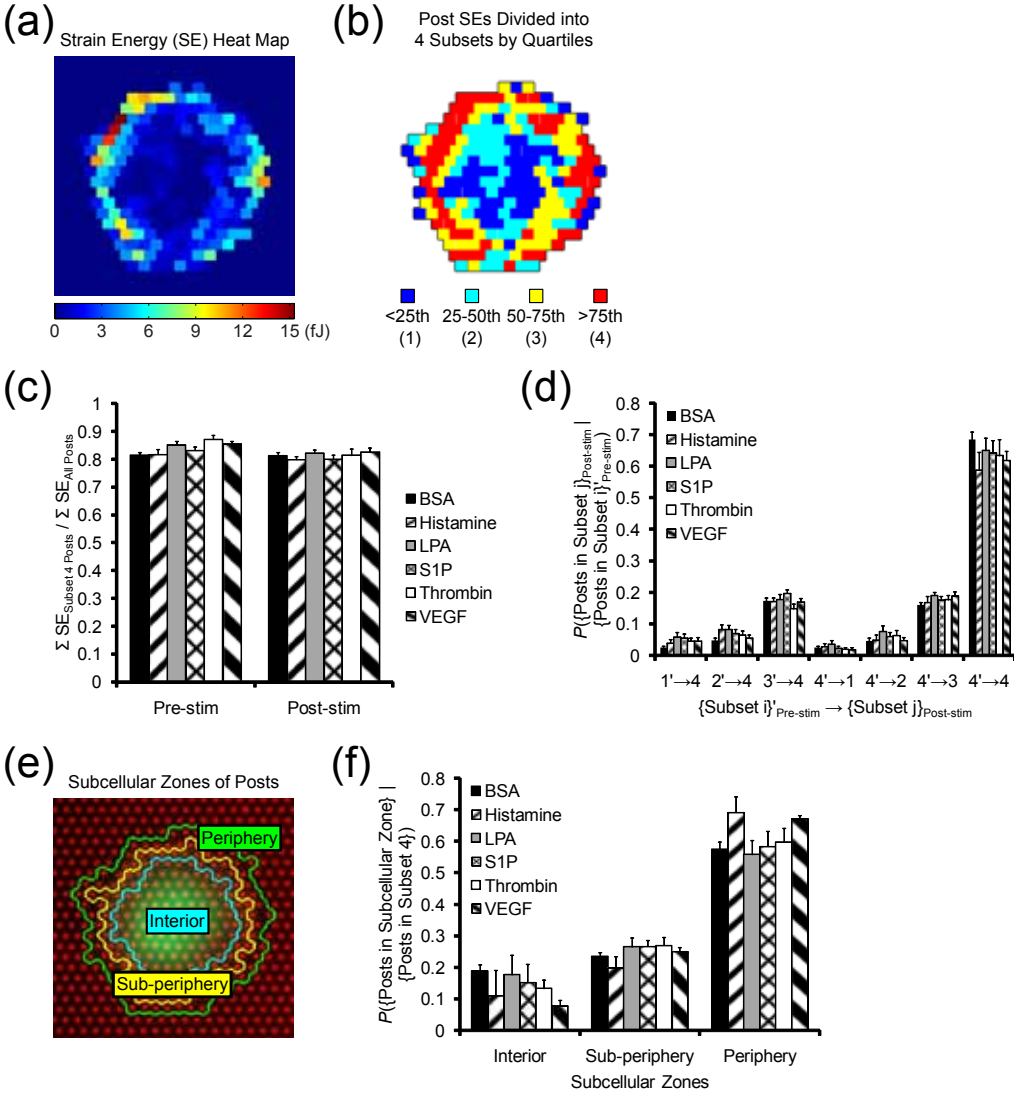 (a)
Strain Energy (SE) Heat Map
0 3 6 9 12 15 (fJ)
(b)
Post SEs Divided into
4 Subsets by Quartiles
<25th 25-50th 50-75th >75th
(1) (2) (3) (4)
(c)
Σ SE Subset 4 Posts / Σ SE All Posts
1
0.9
0.8
0.7
0.6
0.5
0.4
0.3
0.2
0.1
0
Pre-stim Post-stim
BSA
Histamine
LPA
S1P
Thrombin
VEGF
(d)
P({Posts in Subset j}Post-stim |
{Posts in Subset i}'Pre-stim)
0.8
0.7
0.6
0.5
0.4
0.3
0.2
0.1
0
BSA
Histamine
LPA
S1P
Thrombin
VEGF
1'→4 2'→4 3'→4 4'→1 4'→2 4'→3 4'→4
{Subset i}'Pre-stim → {Subset j}Post-stim
(e)
Subcellular Zones of Posts
Periphery
Interior
Sub-periphery
(f)
P({Posts in Subcellular Zone} |
{Posts in Subset 4})
0.8
0.7
0.6
0.5
0.4
0.3
0.2
0.1
0
BSA
Histamine
LPA
S1P
Thrombin
VEGF
Interior Sub-periphery Periphery
Subcellular Zones